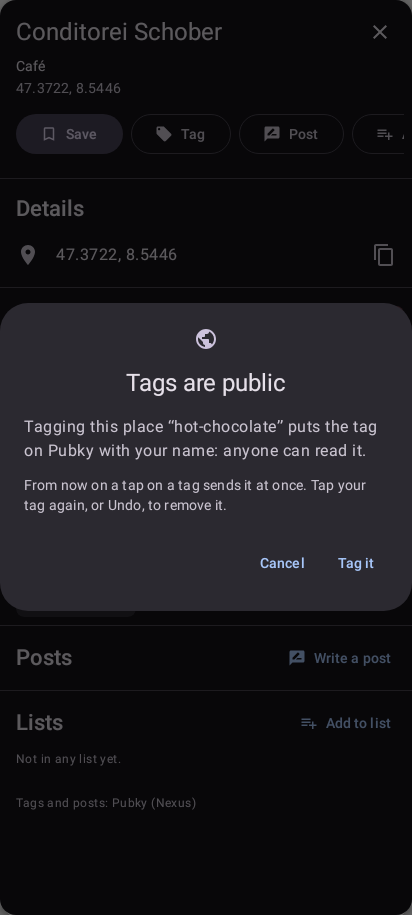 Conditorei Schober
Café
47.3722, 8.5446
Save
Tag
Post
Details
47.3722, 8.5446
Tags are public
Tagging this place “hot-chocolate” puts the tag
on Pubky with your name: anyone can read it.
From now on a tap on a tag sends it at once. Tap your
tag again, or Undo, to remove it.
Cancel
Tag it
Posts
Write a post
Lists
Add to list
Not in any list yet.
Tags and posts: Pubky (Nexus)